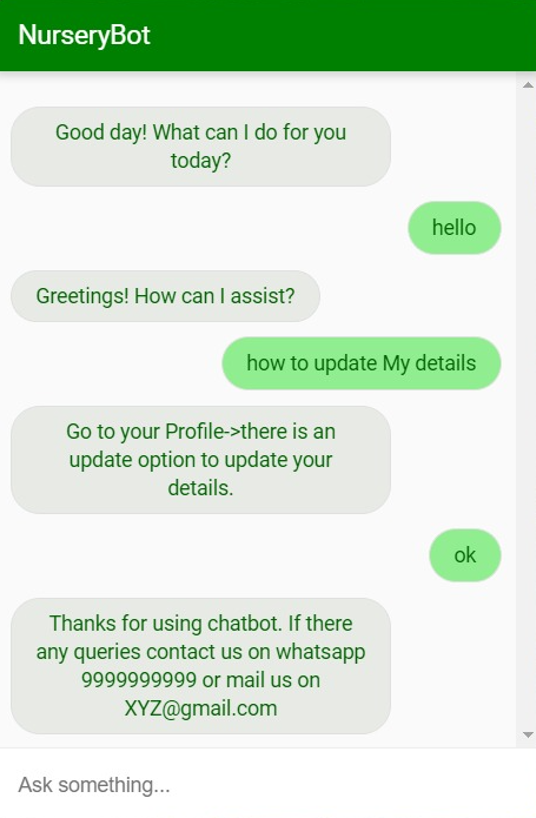 NurseryBot
Good day! What can I do for you
today?
hello
Greetings! How can I assist?
how to update My details
Go to your Profile->there is an
update option to update your
details.
ok
Thanks for using chatbot. If there
any queries contact us on whatsapp
9999999999 or mail us on
XYZ@gmail.com
Ask something...